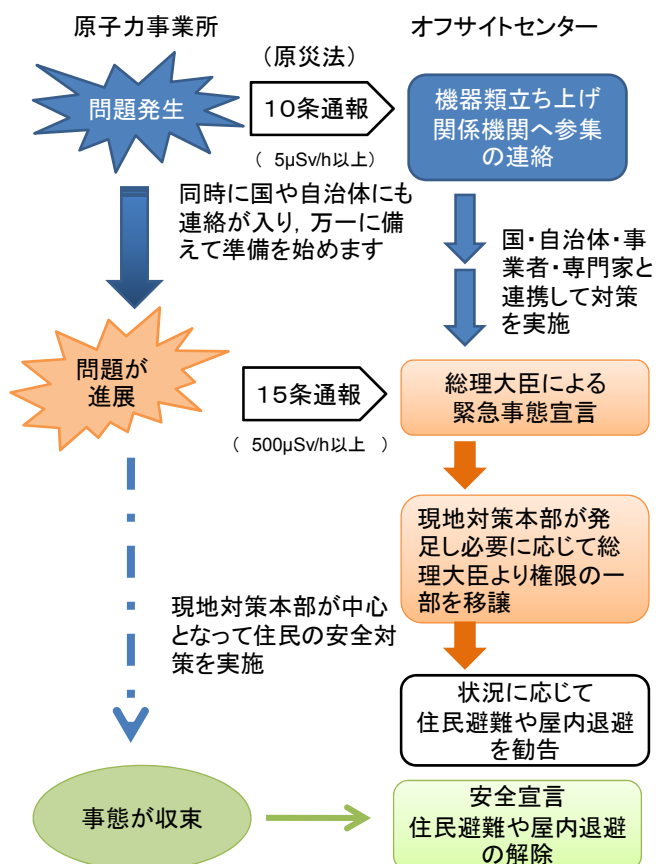 原子力事業所
オフサイトセンター
(原災法)
問題発生
10条通報
機器類立ち上げ
関係機関へ参集
の連絡
( 5μSv/h以上)
同時に国や自治体にも
連絡が入り,万一に備
えて準備を始めます
国・自治体・事
業者・専門家と
連携して対策
を実施
問題が
進展
15条通報
総理大臣による
緊急事態宣言
( 500μSv/h以上 )
現地対策本部が発
足し必要に応じて総
理大臣より権限の一
部を移譲
現地対策本部が中心
となって住民の安全対
策を実施
状況に応じて
住民避難や屋内退避
を勧告
事態が収束
安全宣言
住民避難や屋内退避
の解除